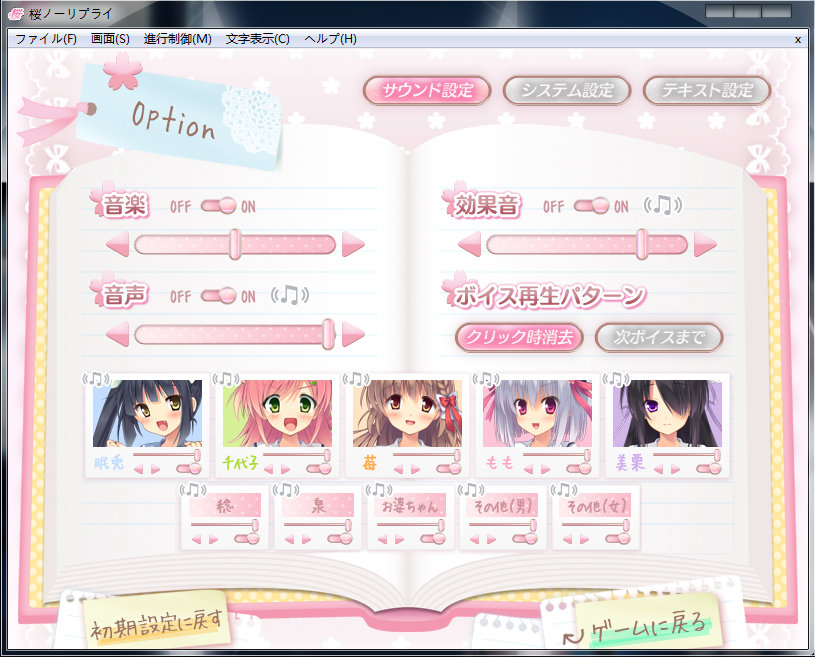 桜ノーリプライ
ファイル(F) 画面(S) 進行制御(M) 文字表示(C) ヘルプ(H) x
Option
サウンド設定 システム設定 テキスト設定
音楽 OFF ON
効果音 OFF ON
音声 OFF ON
ボイス再生パターン
クリック時消去 次ボイスまで
眠兎 千代子 苺 もも 美栗
稔 泉 お婆ちゃん その他(男) その他(女)
初期設定に戻す
ゲームに戻る